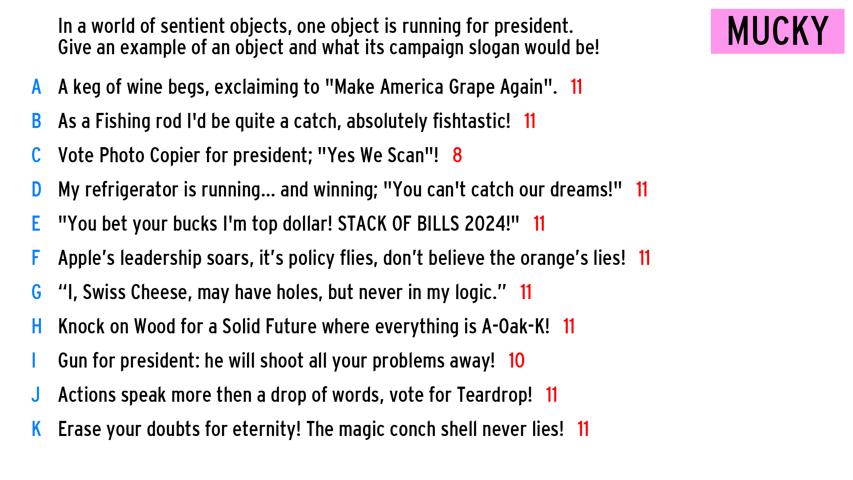 In a world of sentient objects, one object is running for president.
Give an example of an object and what its campaign slogan would be!
MUCKY
A A keg of wine begs, exclaiming to "Make America Grape Again". 11
B As a Fishing rod I'd be quite a catch, absolutely fishtastic! 11
C Vote Photo Copier for president; "Yes We Scan"! 8
D My refrigerator is running... and winning; "You can't catch our dreams!" 11
E "You bet your bucks I'm top dollar! STACK OF BILLS 2024!" 11
F Apple’s leadership soars, it’s policy flies, don’t believe the orange’s lies! 11
G “I, Swiss Cheese, may have holes, but never in my logic.” 11
H Knock on Wood for a Solid Future where everything is A-Oak-K! 11
I Gun for president: he will shoot all your problems away! 10
J Actions speak more then a drop of words, vote for Teardrop! 11
K Erase your doubts for eternity! The magic conch shell never lies! 11